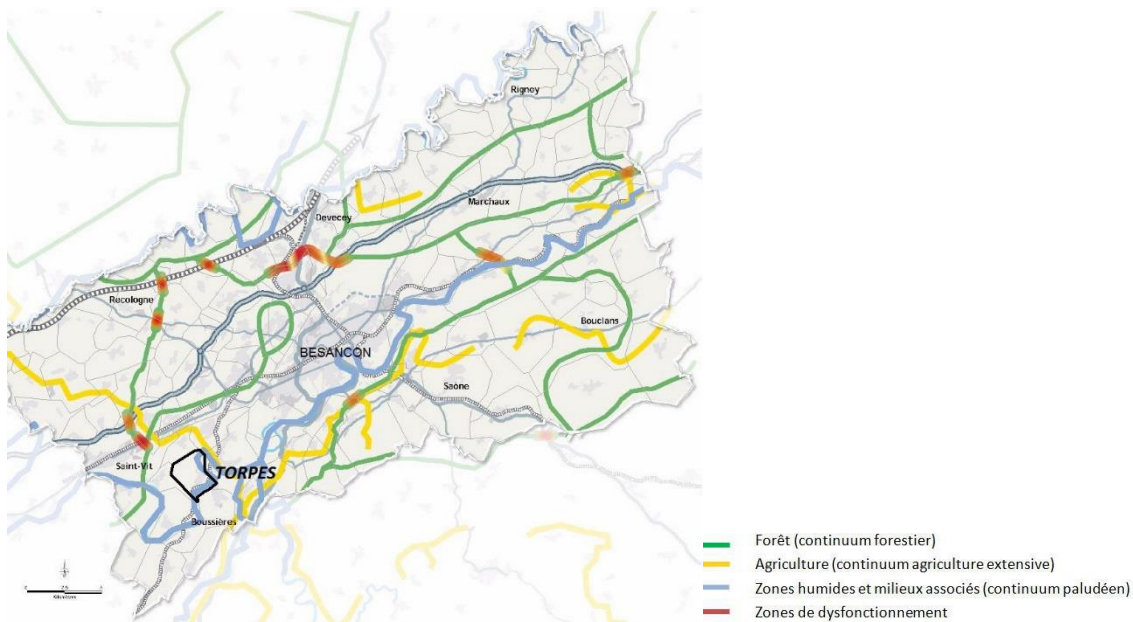 Rigney
Devecey
Marchaux
Recologne
BESANCON
Bouclans
Saône
Saint-Vit
TORPES
Boussières
Forêt (continuum forestier)
Agriculture (continuum agriculture extensive)
Zones humides et milieux associés (continuum paludéen)
Zones de dysfonctionnement